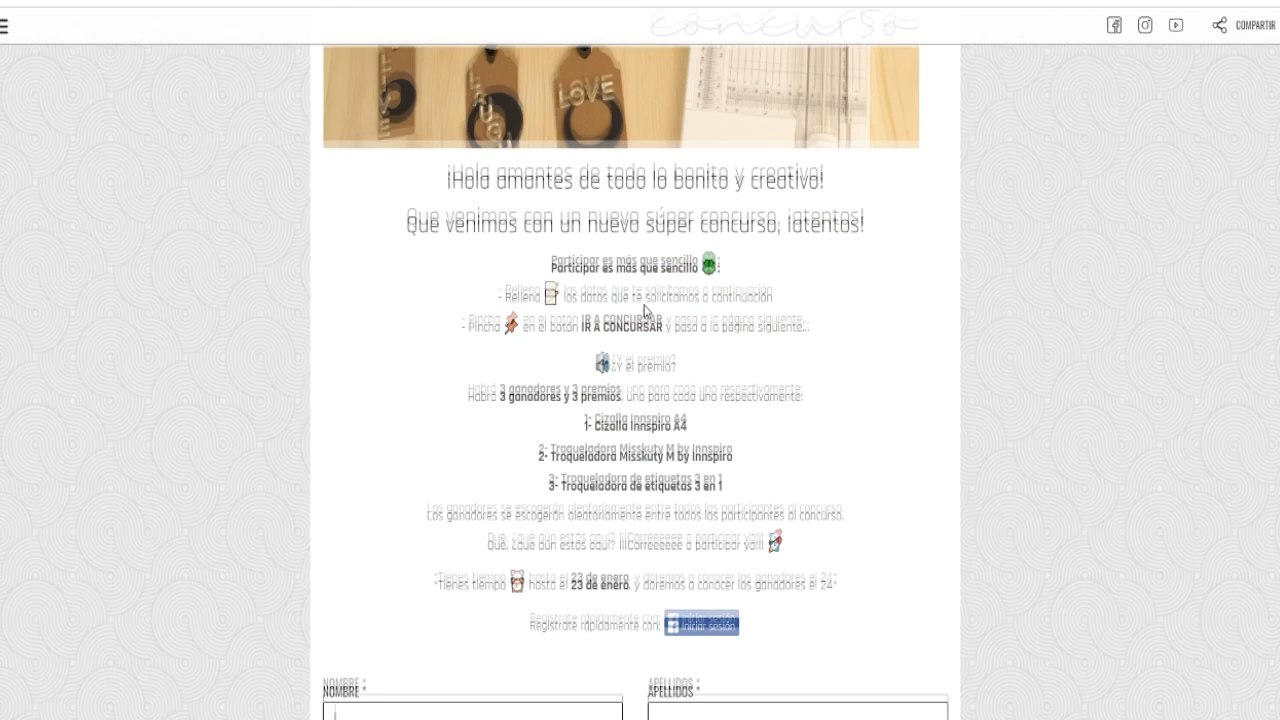 concurso
COMPARTIR
LOVE
¡Hola amantes de todo lo bonito y creativo!
Que venimos con un nuevo súper concurso, ¡atentos!
Participar es más que sencillo :
- Rellena los datos que te solicitamos a continuación
- Pincha en el botón IR A CONCURSAR y pasa a la página siguiente...
¿Y el premio?
Habrá 3 ganadores y 3 premios, uno para cada uno respectivamente:
1- Cizalla Innspiro A4
2- Troqueladora Misskuty M by Innspiro
3- Troqueladora de etiquetas 3 en 1
Los ganadores se escogerán aleatoriamente entre todos los participantes al concurso.
Qué, ¿que aún estás aquí? ¡¡¡Correeeeee a participar ya!!!
*Tienes tiempo hasta el 23 de enero, y daremos a conocer los ganadores el 24*
Regístrate rápidamente con: Iniciar sesión
NOMBRE * APELLIDOS *